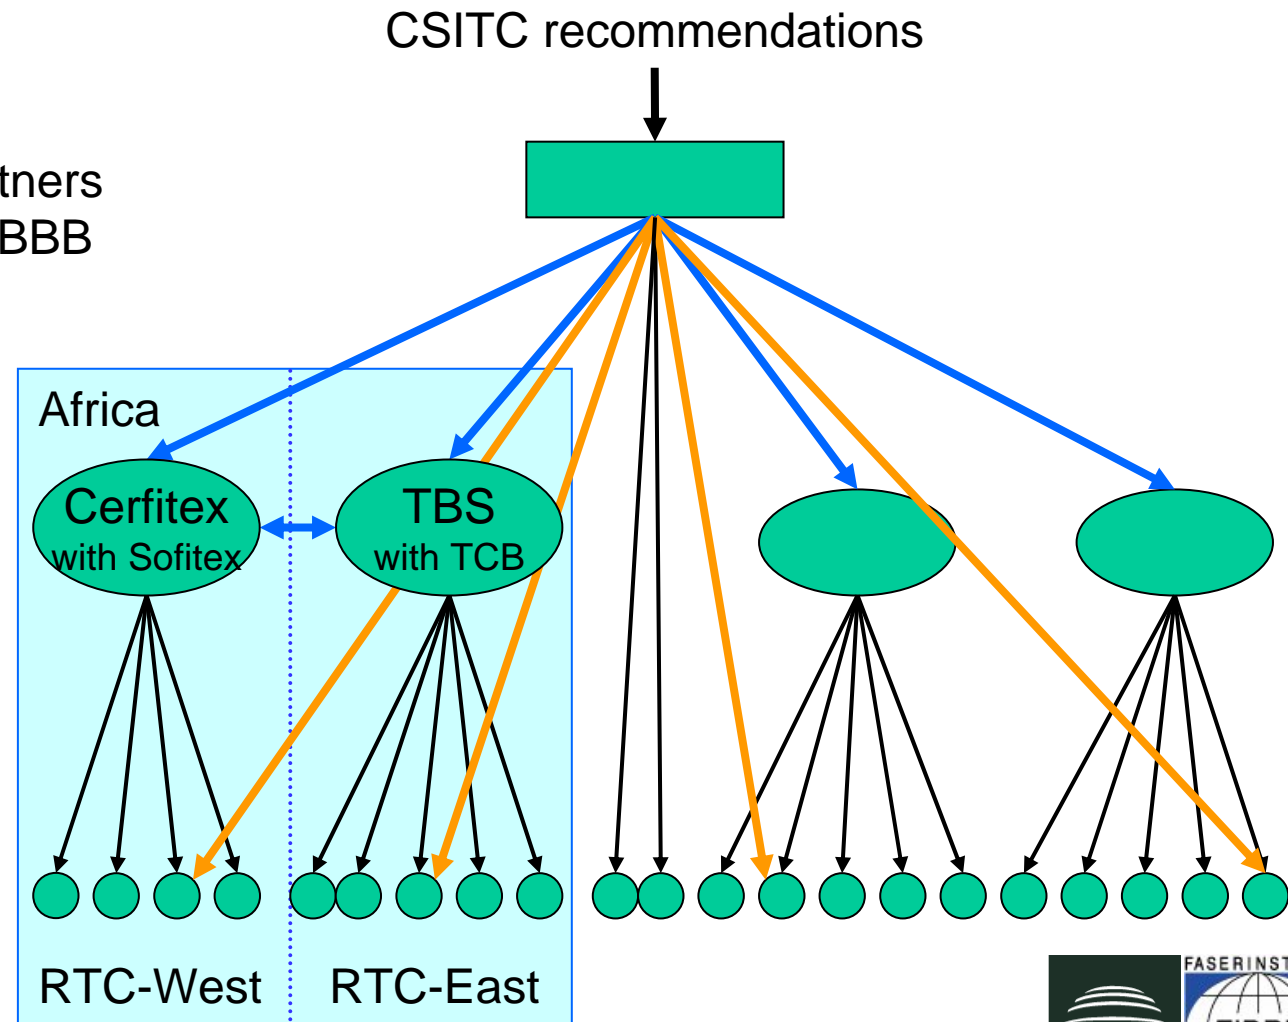 CSITC recommendations
tners
BBB
Africa
Cerfitex
with Sofitex
TBS
with TCB
RTC-West
RTC-East
FASERINST